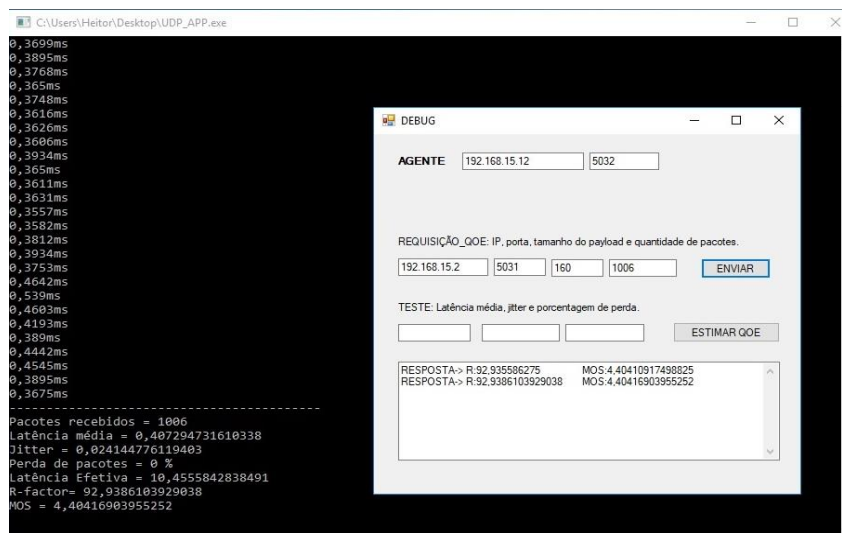 C:\Users\Heitor\Desktop\UDP_APP.exe
0,3699ms
0,3895ms
0,3768ms
0,365ms
0,3748ms
0,3616ms
0,3626ms
0,3606ms
0,3934ms
0,365ms
0,3611ms
0,3631ms
0,3557ms
0,3582ms
0,3812ms
0,3934ms
0,3753ms
0,4642ms
0,539ms
0,4603ms
0,4193ms
0,389ms
0,4442ms
0,4545ms
0,3895ms
0,3675ms
---------------------------------------------
Pacotes recebidos = 1006
Latência média = 0,407294731610338
Jitter = 0,024144776119403
Perda de pacotes = 0 %
Latência Efetiva = 10,4555842838491
R-factor= 92,9386103929038
MOS = 4,40416903955252
DEBUG
AGENTE 192.168.15.12 5032
REQUISIÇÃO_QOE: IP, porta, tamanho do payload e quantidade de pacotes.
192.168.15.2 5031 160 1006 ENVIAR
TESTE: Latência média, jitter e porcentagem de perda.
ESTIMAR QOE
RESPOSTA-> R:92,935586275 MOS:4,40410917498825
RESPOSTA-> R:92,9386103929038 MOS:4,40416903955252